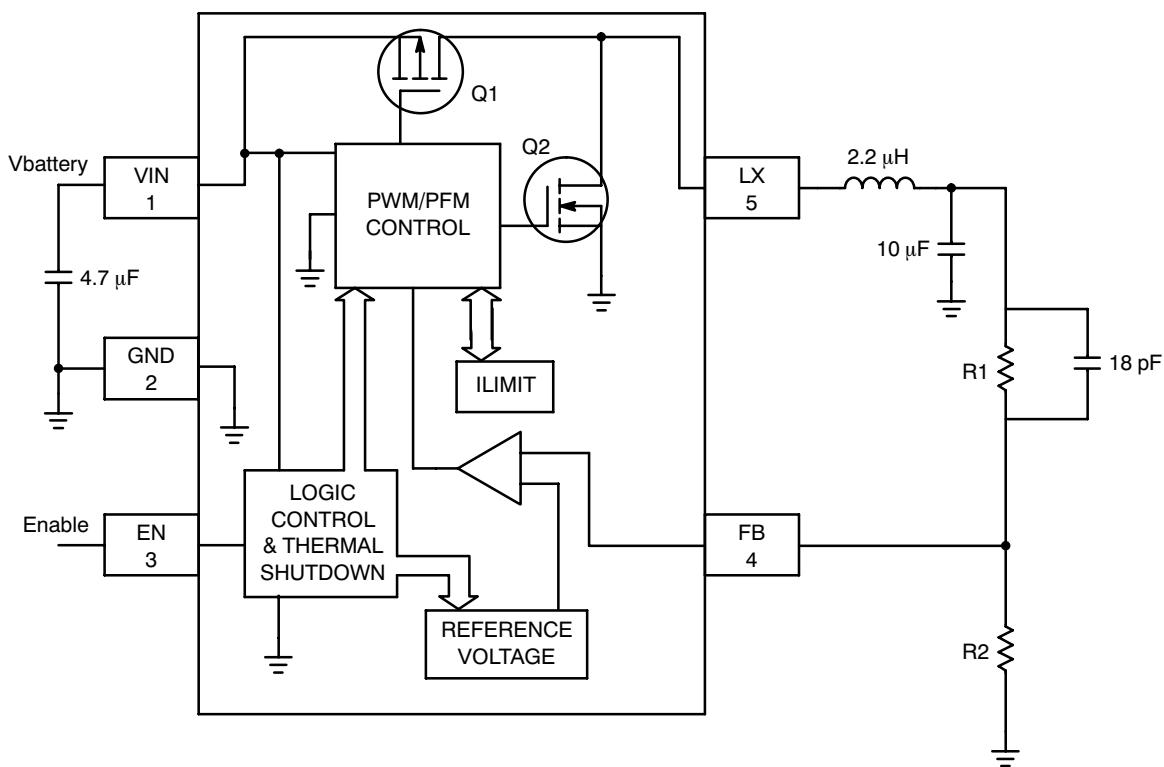 Q1
Q2
Vbattery
VIN
1
PWM/PFM
CONTROL
LX
5
2.2 μH
10 μF
4.7 μF
GND
2
ILIMIT
R1
18 pF
LOGIC
CONTROL
& THERMAL
SHUTDOWN
Enable
EN
3
FB
4
REFERENCE
VOLTAGE
R2